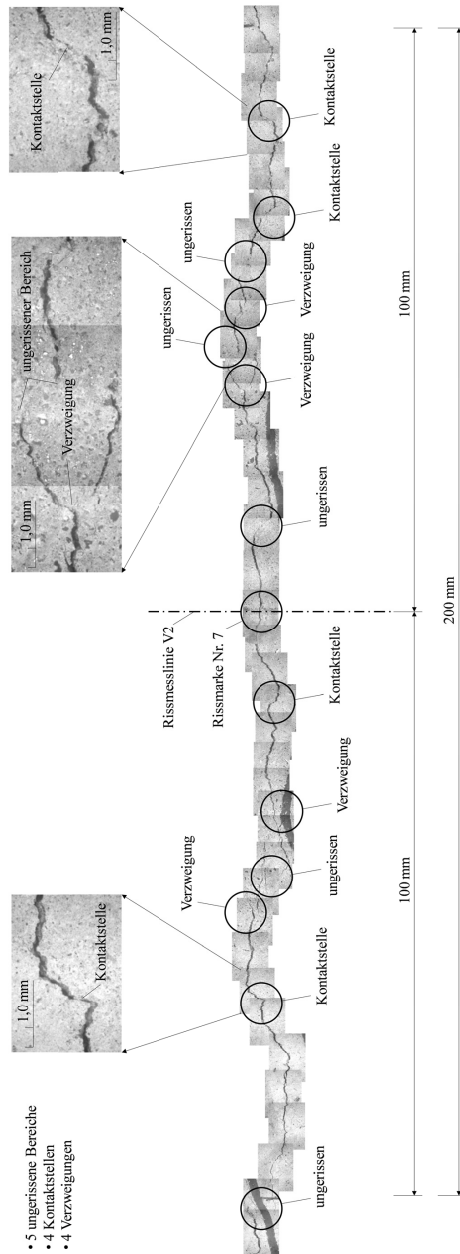 • 5 ungerissene Bereiche
• 4 Kontaktstellen
• 4 Verzweigungen
1,0 mm
Kontaktstelle
1,0 mm
ungerissener Bereich
Verzweigung
1,0 mm
Kontaktstelle
ungerissen
Kontaktstelle
Verzweigung
ungerissen
Verzweigung
Kontaktstelle
Rissmesslinie V2
Rissmarke Nr. 7
ungerissen
Verzweigung
ungerissen
Verzweigung
ungerissen
Kontaktstelle
Kontaktstelle
100 mm
100 mm
200 mm